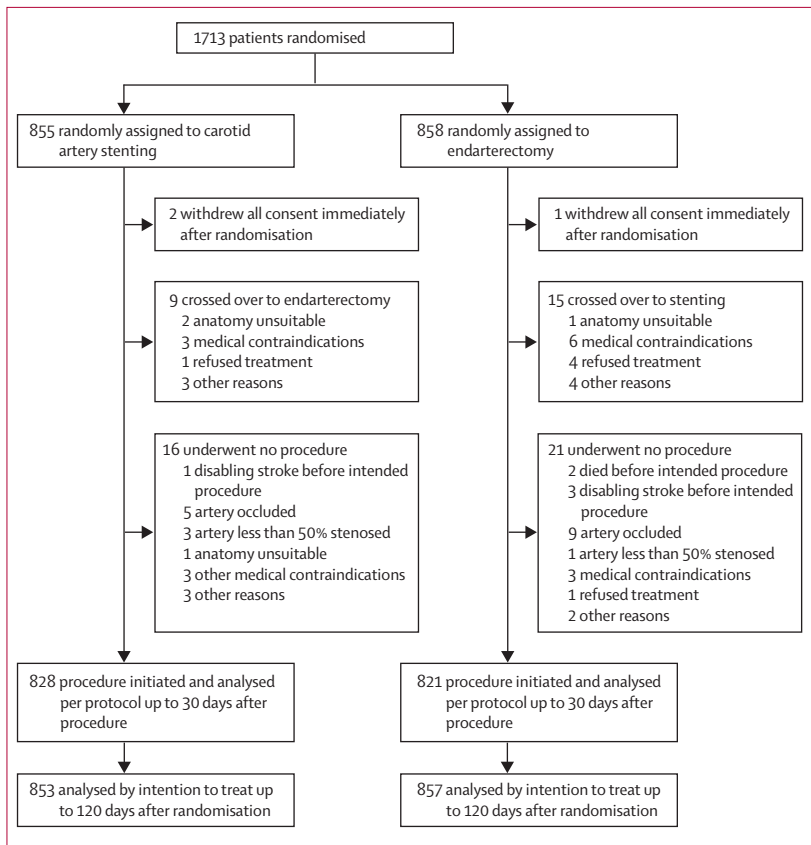 1713 patients randomised
855 randomly assigned to carotid
artery stenting
858 randomly assigned to
endarterectomy
2 withdrew all consent immediately
after randomisation
1 withdrew all consent immediately
after randomisation
9 crossed over to endarterectomy
2 anatomy unsuitable
3 medical contraindications
1 refused treatment
3 other reasons
15 crossed over to stenting
1 anatomy unsuitable
6 medical contraindications
4 refused treatment
4 other reasons
16 underwent no procedure
1 disabling stroke before intended
procedure
5 artery occluded
3 artery less than 50% stenosed
1 anatomy unsuitable
3 other medical contraindications
3 other reasons
21 underwent no procedure
2 died before intended procedure
3 disabling stroke before intended
procedure
9 artery occluded
1 artery less than 50% stenosed
3 medical contraindications
1 refused treatment
2 other reasons
828 procedure initiated and analysed
per protocol up to 30 days after
procedure
821 procedure initiated and analysed
per protocol up to 30 days after
procedure
853 analysed by intention to treat up
to 120 days after randomisation
857 analysed by intention to treat up
to 120 days after randomisation